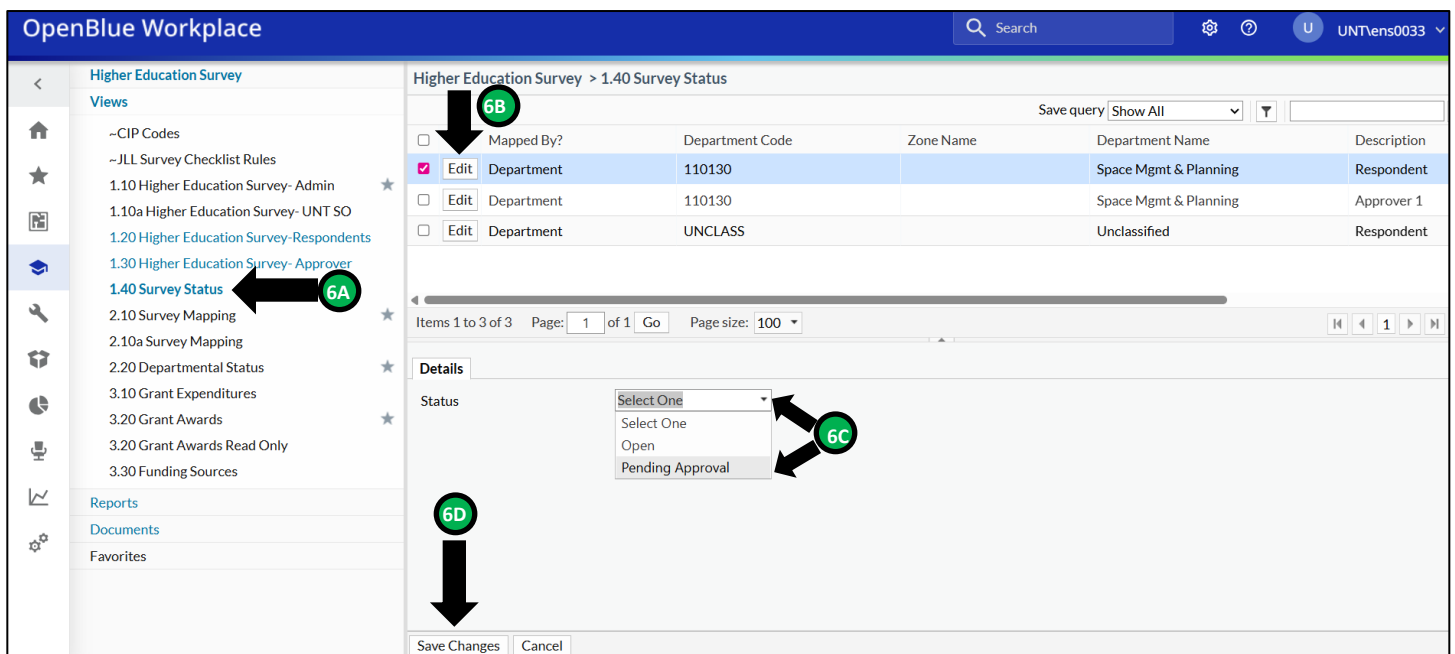 OpenBlue Workplace
Search
U UNT\ens0033
Higher Education Survey
Views
~CIP Codes
~JLL Survey Checklist Rules
1.10 Higher Education Survey- Admin
1.10a Higher Education Survey- UNT SO
1.20 Higher Education Survey-Respondents
1.30 Higher Education Survey- Approver
1.40 Survey Status
6A
2.10 Survey Mapping
2.10a Survey Mapping
2.20 Departmental Status
3.10 Grant Expenditures
3.20 Grant Awards
3.20 Grant Awards Read Only
3.30 Funding Sources
Reports
Documents
Favorites
Higher Education Survey > 1.40 Survey Status
6B
Save query Show All
Mapped By? Department Code Zone Name Department Name Description
Edit Department 110130 Space Mgmt & Planning Respondent
Edit Department 110130 Space Mgmt & Planning Approver 1
Edit Department UNCLASS Unclassified Respondent
Items 1 to 3 of 3 Page: 1 of 1 Go Page size: 100 1
Details
Status Select One
Select One
6C
Open
Pending Approval
6D
Save Changes Cancel